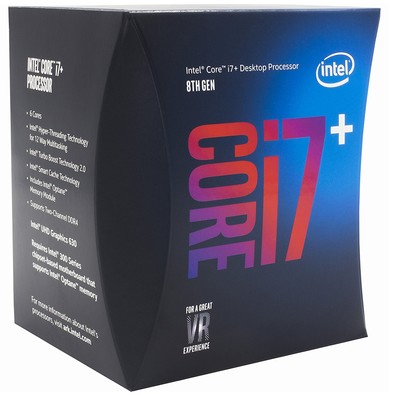 INTEL® CORE™ i7+
PROCESSOR
• 6 Cores
• Intel® Hyper-Threading Technology
for 12 Way Multitasking
• Intel® Turbo Boost Technology 2.0
• Intel® Smart Cache Technology
• Includes Intel® Optane™
Memory Module
• Supports Two-Channel DDR4
Intel® UHD Graphics 630
Requires Intel® 300 Series
chipset-based motherboard that
supports Intel® Optane™ memory
For more information about Intel's
processors, visit ark.intel.com
Intel® Core™ i7+ Desktop Processor
8TH GEN
intel
CORE i7+
FOR A GREAT
VR
EXPERIENCE